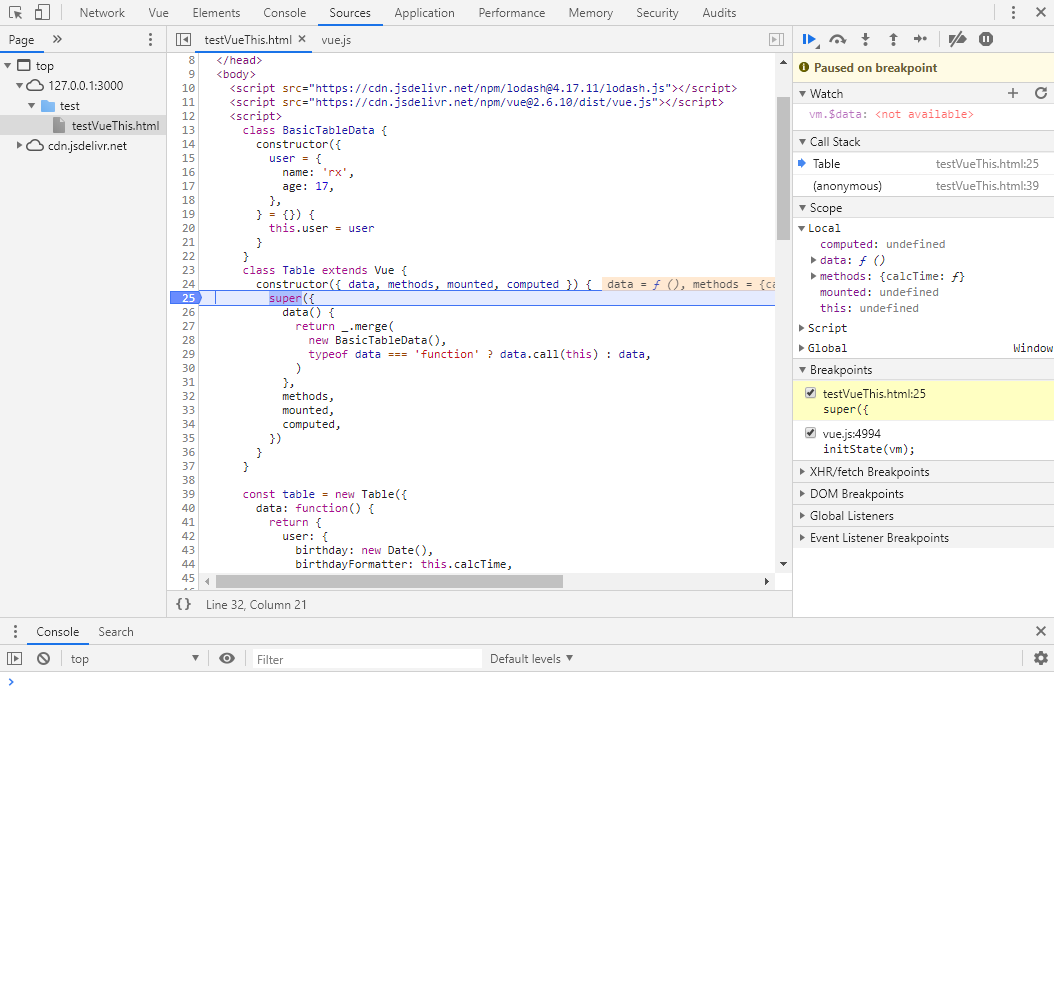 Network Vue Elements Console Sources Application Performance Memory Security Audits
Page
top
127.0.0.1:3000
test
testVueThis.html
cdn.jsdelivr.net
testVueThis.html vue.js
8 </head>
9 <body>
10 <script src="https://cdn.jsdelivr.net/npm/lodash@4.17.11/lodash.js"></script>
11 <script src="https://cdn.jsdelivr.net/npm/vue@2.6.10/dist/vue.js"></script>
12 <script>
13 class BasicTableData {
14 constructor({
15 user = {
16 name: 'rx',
17 age: 17,
18 },
19 } = {}) {
20 this.user = user
21 }
22 }
23 class Table extends Vue {
24 constructor({ data, methods, mounted, computed }) { data = ƒ (), methods = {ca
25 super({
26 data() {
27 return _.merge(
28 new BasicTableData(),
29 typeof data === 'function' ? data.call(this) : data,
30 )
31 },
32 methods,
33 mounted,
34 computed,
35 })
36 }
37 }
38
39 const table = new Table({
40 data: function() {
41 return {
42 user: {
43 birthday: new Date(),
44 birthdayFormatter: this.calcTime,
45
{} Line 32, Column 21
Paused on breakpoint
Watch
vm.$data: <not available>
Call Stack
Table testVueThis.html:25
(anonymous) testVueThis.html:39
Scope
Local
computed: undefined
data: ƒ ()
methods: {calcTime: ƒ}
mounted: undefined
this: undefined
Script
Global Window
Breakpoints
testVueThis.html:25
super({
vue.js:4994
initState(vm);
XHR/fetch Breakpoints
DOM Breakpoints
Global Listeners
Event Listener Breakpoints
Console Search
top Filter Default levels